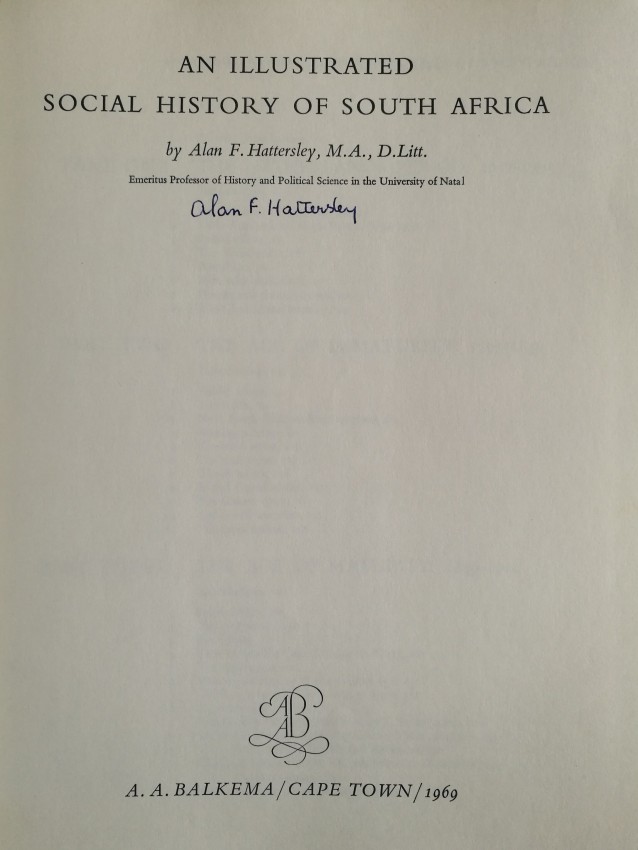 AN ILLUSTRATED
SOCIAL HISTORY OF SOUTH AFRICA
by Alan F. Hattersley, M.A., D.Litt.
Emeritus Professor of History and Political Science in the University of Natal
Alan F. Hattersley
AAB
A. A. BALKEMA/CAPE TOWN/1969